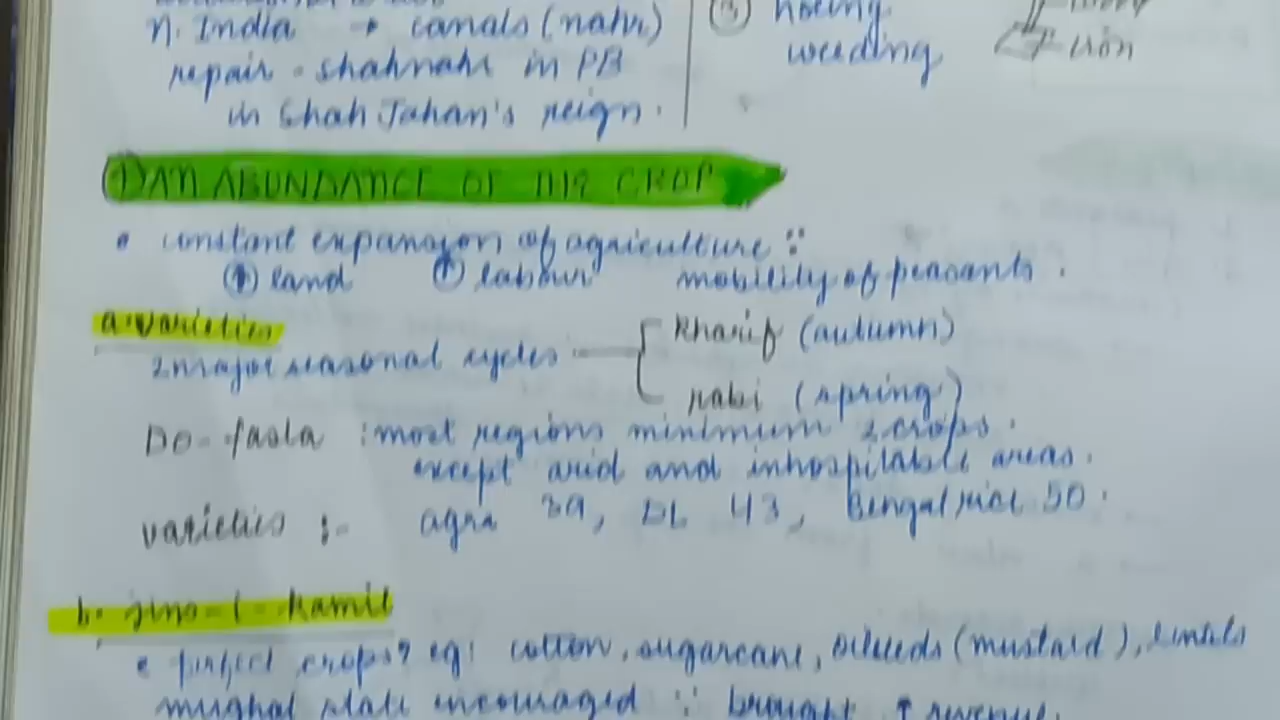 n. India → canals (nahr)
repair - shahnahr in PB
in Shah Jahan's reign.
③ hoeing
weeding
iron
① AN ABUNDANCE OF CROP
• constant expansion of agriculture ∵
↑ land ↑ labour mobility of peasants.
a. varieties
2 major seasonal cycles
kharif (autumn)
rabi (spring)
Do-fasla : most regions minimum 2 crops.
except arid and inhospitable areas.
varieties :- agra 39, DL 43, Bengal rice 50.
b. jins-i-kamil
• perfect crops? eg: cotton, sugarcane, oilseeds (mustard), lentils
mughal state encouraged ∵ brought ↑ revenue.